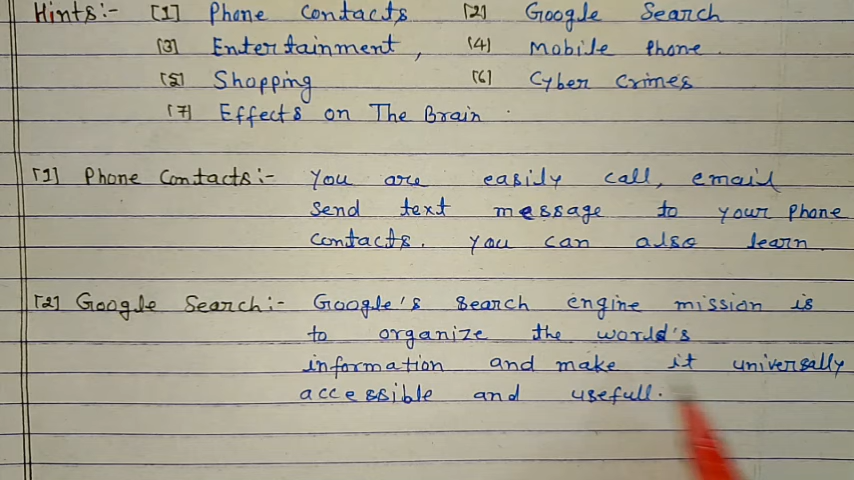 Hints:- [1] Phone Contacts [2] Google Search
[3] Entertainment, [4] Mobile Phone.
[5] Shopping [6] Cyber Crimes
[7] Effects on The Brain.
[1] Phone Contacts:- You are easily call, email
send text message to your phone
contacts. You can also learn
[2] Google Search:- Google's search engine mission is
to organize the world's
information and make it universally
accessible and usefull.